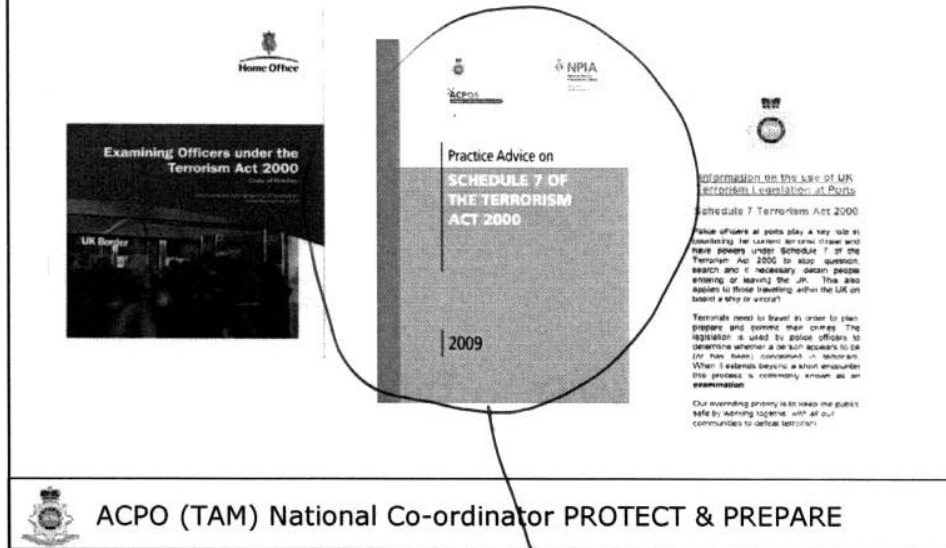 Home Office
Examining Officers under the
Terrorism Act 2000
UK Border
ACPOS
NPIA
Practice Advice on
SCHEDULE 7 OF
THE TERRORISM
ACT 2000
2009
Information on the use of UK
Terrorism Legislation at Ports
Schedule 7 Terrorism Act 2000
Police officers at ports play a key role in
countering the current terrorist threat and
have powers under Schedule 7 of the
Terrorism Act 2000 to stop, question,
search and if necessary, detain people
entering or leaving the UK. This also
applies to those travelling within the UK on
board a ship or aircraft
Terrorists need to travel in order to plan,
prepare and commit their crimes. The
legislation is used by police officers to
determine whether a person appears to be
(or has been) concerned in terrorism.
When it extends beyond a short encounter
this process is commonly known as an
examination.
Our overriding priority is to keep the public
safe by working together with all our
communities to defeat terrorism
ACPO (TAM) National Co-ordinator PROTECT & PREPARE